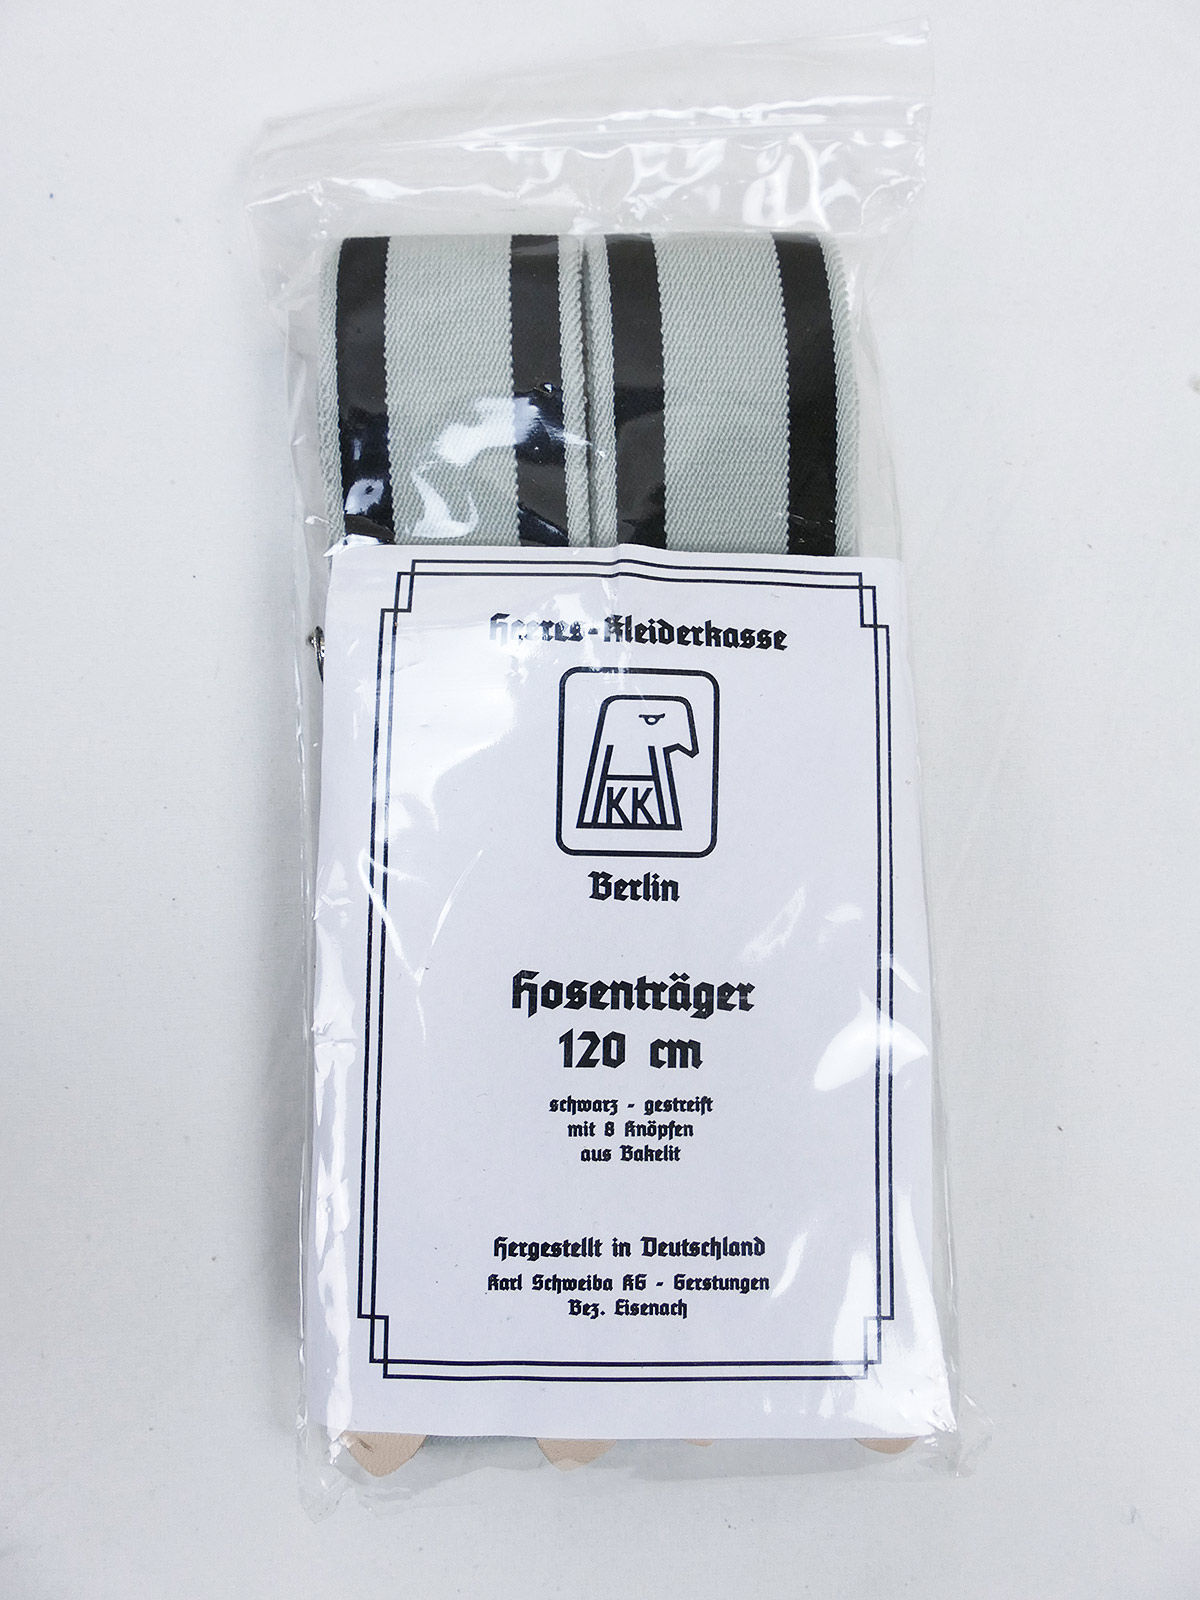 Heeres-Kleiderkasse
HKK
Berlin
Hosenträger
120 cm
schwarz - gestreift
mit 8 Knöpfen
aus Bakelit
Hergestellt in Deutschland
Karl Schweiba KG - Gerstungen
Bez. Eisenach